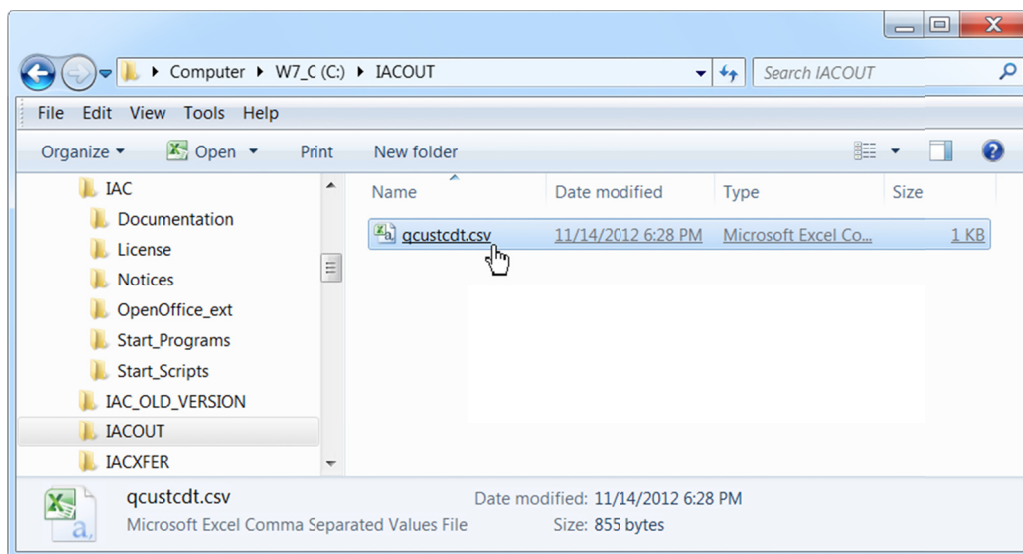 Computer ▸ W7_C (C:) ▸ IACOUT
Search IACOUT
File Edit View Tools Help
Organize Open Print New folder
IAC
Documentation
License
Notices
OpenOffice_ext
Start_Programs
Start_Scripts
IAC_OLD_VERSION
IACOUT
IACXFER
Name Date modified Type Size
qcustcdt.csv 11/14/2012 6:28 PM Microsoft Excel Co... 1 KB
qcustcdt.csv Date modified: 11/14/2012 6:28 PM
Microsoft Excel Comma Separated Values File Size: 855 bytes